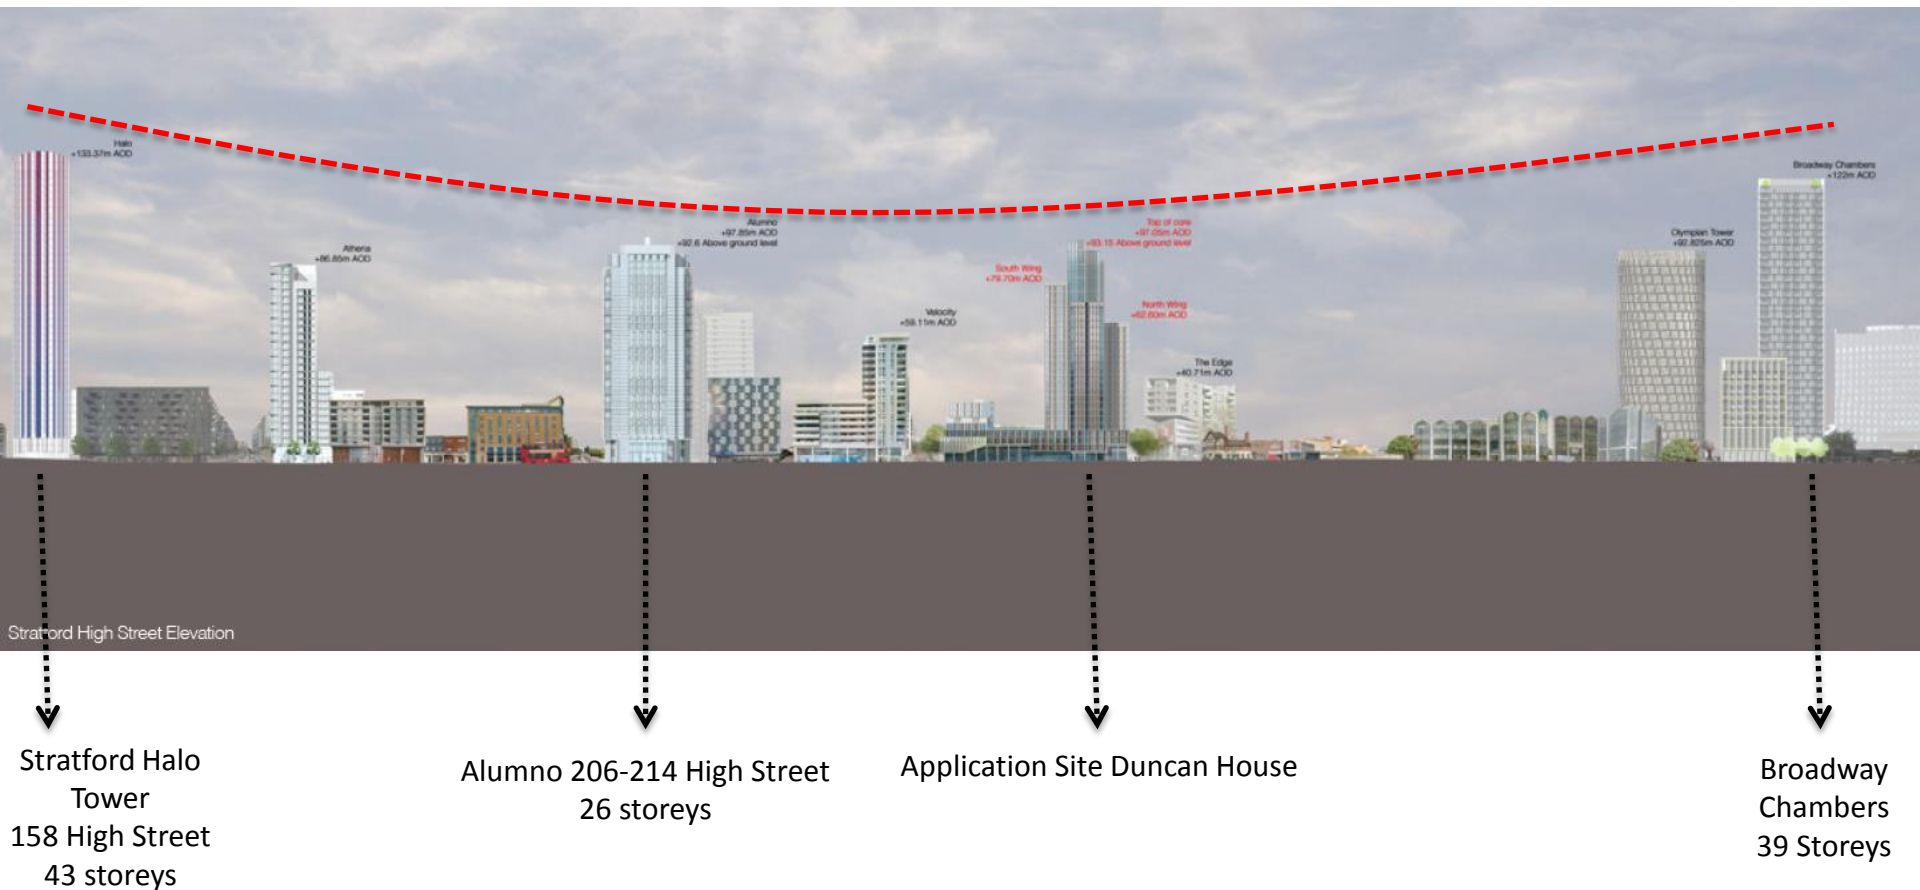 Halo
+133.37m AOD
Athena
+86.85m AOD
Alumno
+97.85m AOD
+92.6 Above ground level
Velocity
+59.11m AOD
South Wing
+79.70m AOD
Top of core
+97.05m AOD
+93.15 Above ground level
North Wing
+62.60m AOD
The Edge
+40.71m AOD
Olympian Tower
+92.825m AOD
Broadway Chambers
+122m AOD
Stratford High Street Elevation
Stratford Halo
Tower
158 High Street
43 storeys
Alumno 206-214 High Street
26 storeys
Application Site Duncan House
Broadway
Chambers
39 Storeys